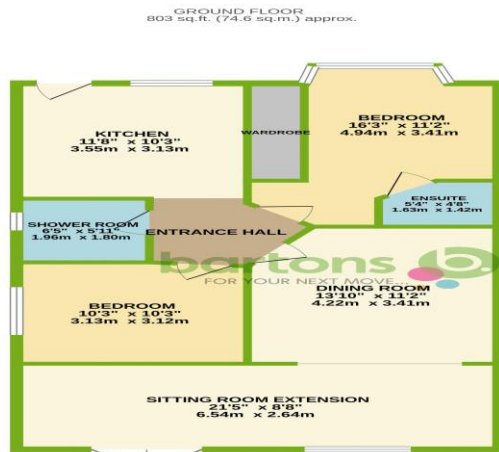 GROUND FLOOR
803 sq.ft. (74.6 sq.m.) approx.
KITCHEN
11'8" x 10'3"
3.55m x 3.13m
WARDROBE
BEDROOM
16'3" x 11'2"
4.94m x 3.41m
ENSUITE
5'4" x 4'8"
1.63m x 1.42m
SHOWER ROOM
6'5" x 5'11"
1.96m x 1.80m
ENTRANCE HALL
bartons
FOR YOUR NEXT MOVE...
BEDROOM
10'3" x 10'3"
3.13m x 3.12m
DINING ROOM
13'10" x 11'2"
4.22m x 3.41m
SITTING ROOM EXTENSION
21'5" x 8'8"
6.54m x 2.64m